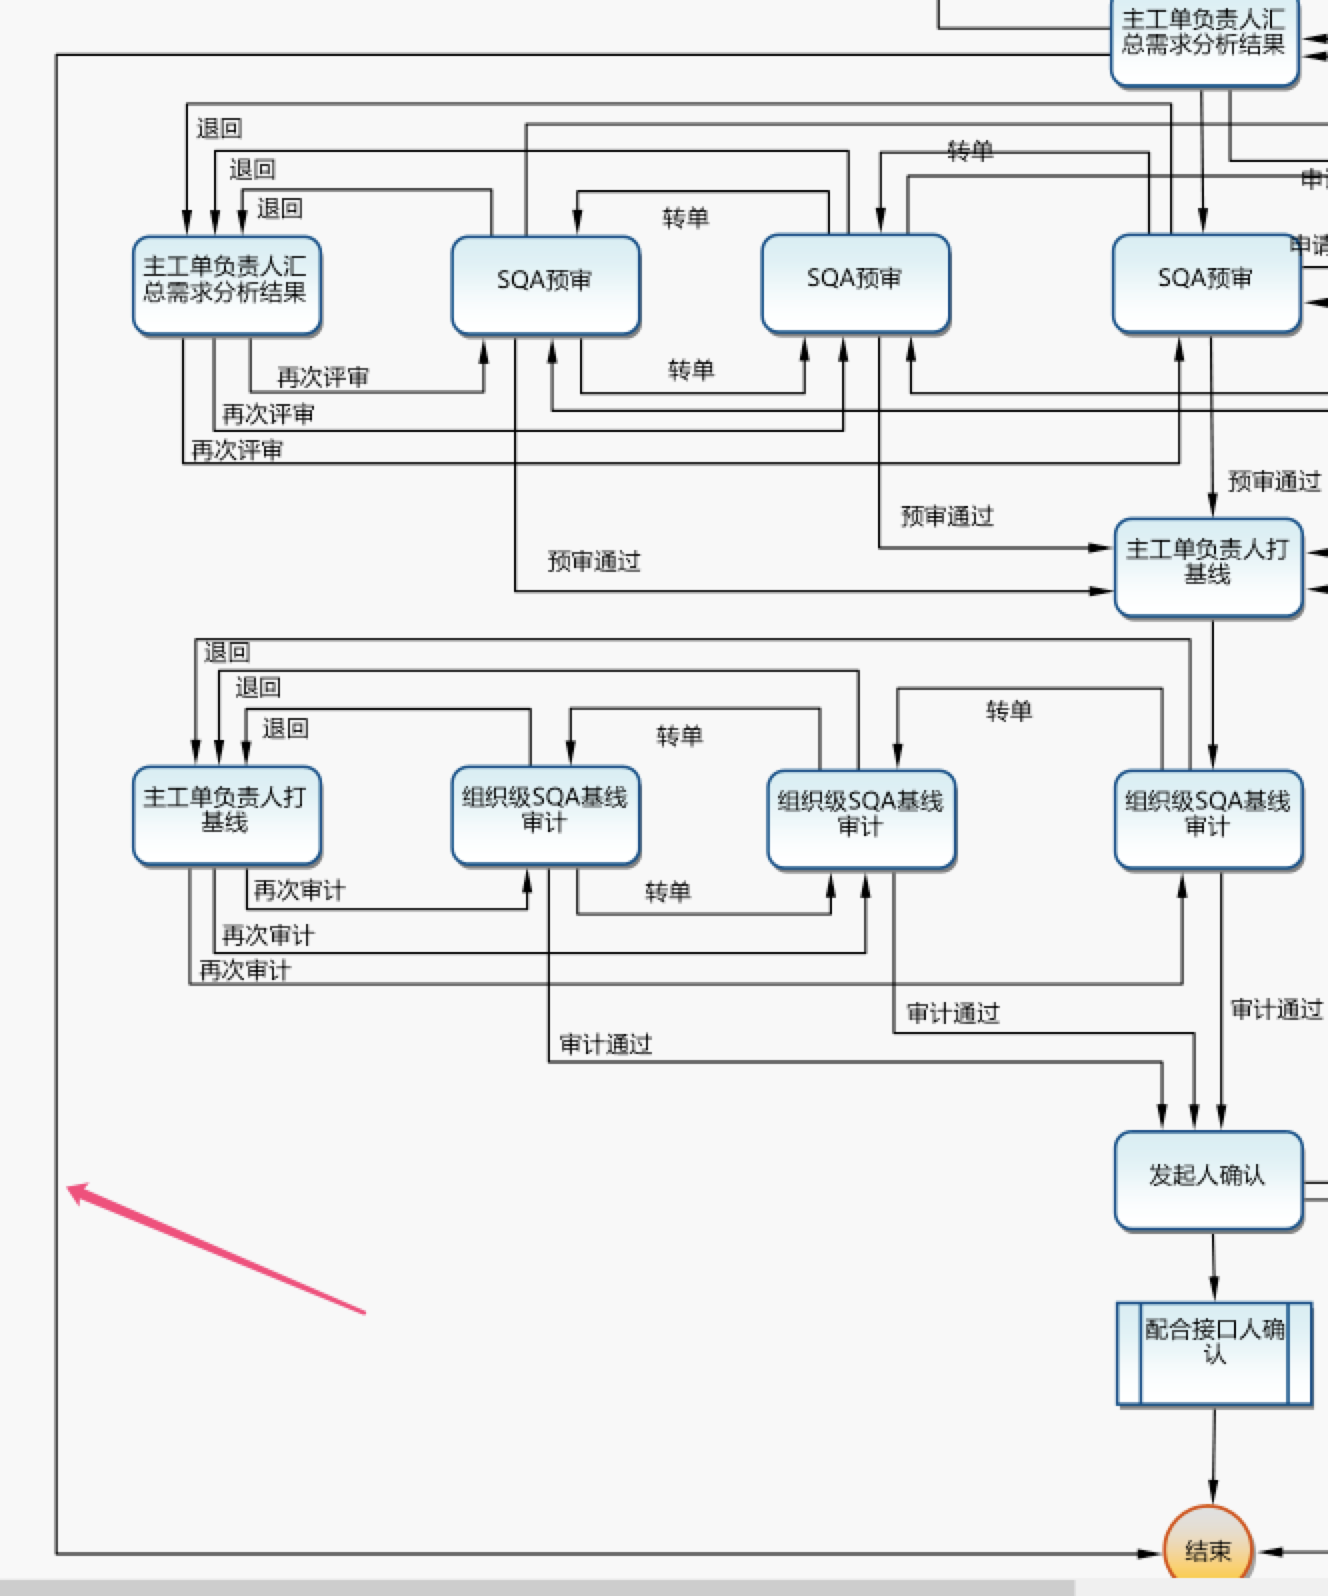 主工单负责人汇
总需求分析结果
退回
退回
退回
转单
转单
申
申请
主工单负责人汇
总需求分析结果
SQA预审
SQA预审
SQA预审
再次评审
转单
再次评审
再次评审
预审通过
预审通过
预审通过
主工单负责人打
基线
退回
退回
退回
转单
转单
主工单负责人打
基线
组织级SQA基线
审计
组织级SQA基线
审计
组织级SQA基线
审计
再次审计
转单
再次审计
再次审计
审计通过
审计通过
审计通过
发起人确认
配合接口人确
认
结束